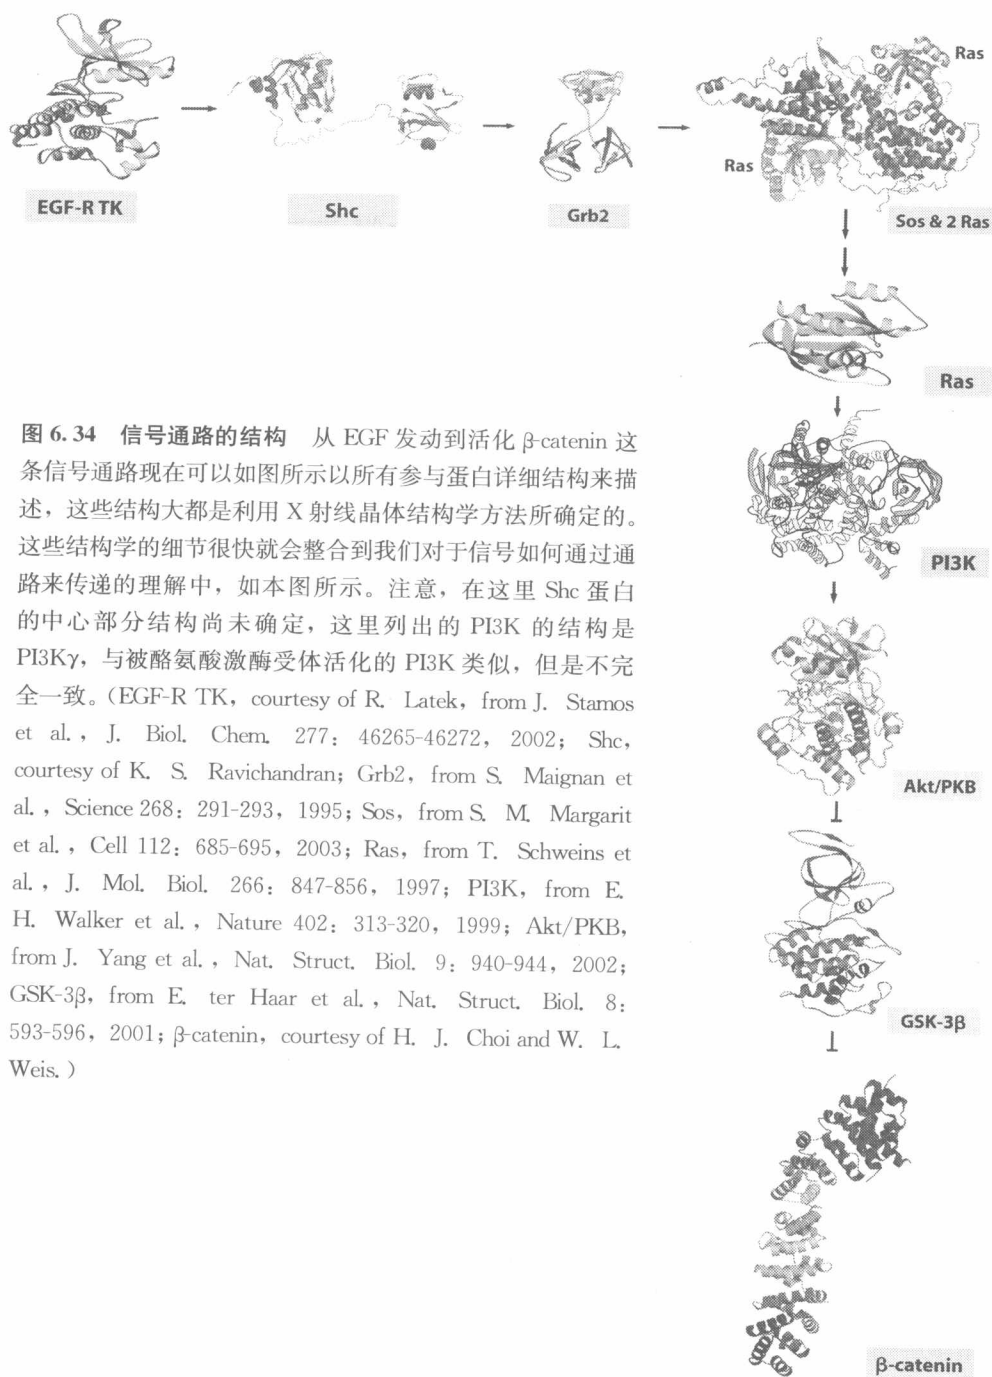 Ras
Ras
EGF-R TK
Shc
Grb2
Sos & 2 Ras
Ras
图 6.34 信号通路的结构 从 EGF 发动到活化 β-catenin 这
条信号通路现在可以如图所示以所有参与蛋白详细结构来描
述，这些结构大都是利用 X 射线晶体结构学方法所确定的。
这些结构学的细节很快就会整合到我们对于信号如何通过通
路来传递的理解中，如本图所示。注意，在这里 Shc 蛋白
的中心部分结构尚未确定，这里列出的 PI3K 的结构是
PI3Kγ，与被酪氨酸激酶受体活化的 PI3K 类似，但是不完
全一致。（EGF-R TK，courtesy of R. Latek，from J. Stamos
et al.，J. Biol. Chem. 277：46265-46272，2002；Shc，
courtesy of K. S. Ravichandran；Grb2，from S. Maignan et
al.，Science 268：291-293，1995；Sos，from S. M. Margarit
et al.，Cell 112：685-695，2003；Ras，from T. Schweins et
al.，J. Mol. Biol. 266：847-856，1997；PI3K，from E.
H. Walker et al.，Nature 402：313-320，1999；Akt/PKB，
from J. Yang et al.，Nat. Struct. Biol. 9：940-944，2002；
GSK-3β，from E. ter Haar et al.，Nat. Struct. Biol. 8：
593-596，2001；β-catenin，courtesy of H. J. Choi and W. L.
Weis.）
PI3K
Akt/PKB
GSK-3β
β-catenin